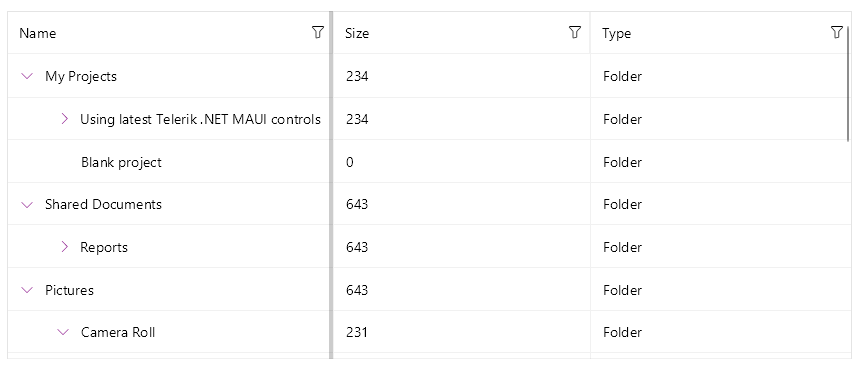 Name Size Type
My Projects 234 Folder
Using latest Telerik .NET MAUI controls 234 Folder
Blank project 0 Folder
Shared Documents 643 Folder
Reports 643 Folder
Pictures 643 Folder
Camera Roll 231 Folder